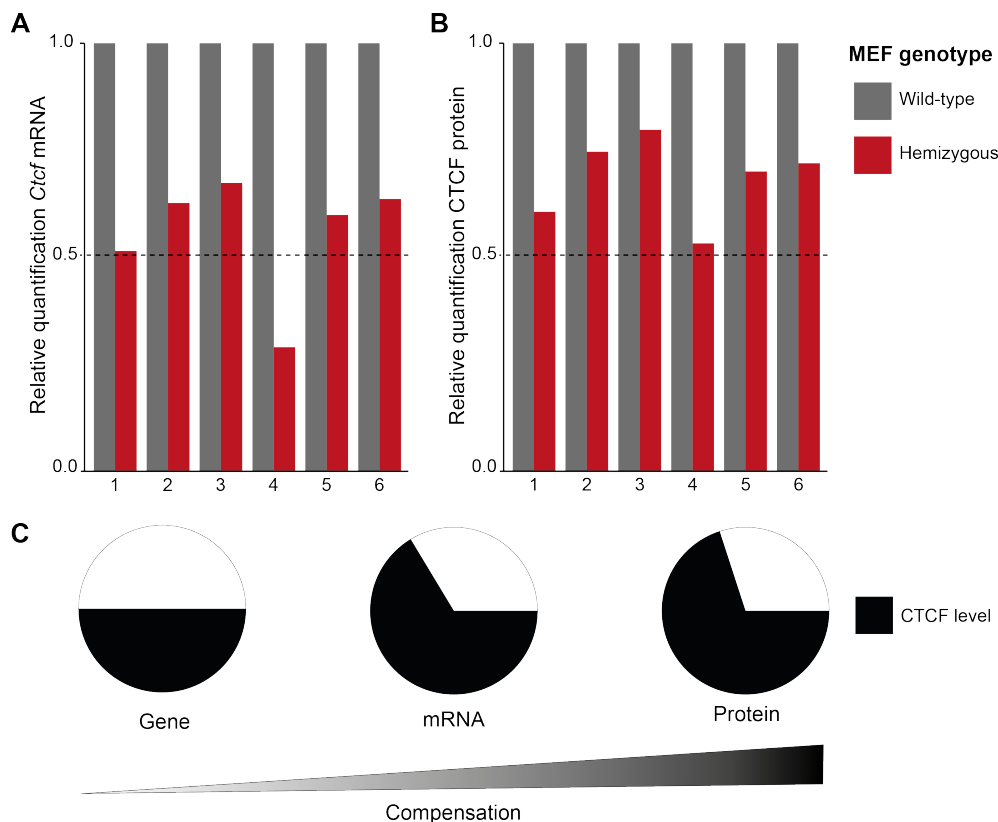 A
1.0
0.5
0.0
Relative quantification Ctcf mRNA
1 2 3 4 5 6
B
1.0
0.5
0.0
Relative quantification CTCF protein
1 2 3 4 5 6
MEF genotype
Wild-type
Hemizygous
C
Gene
mRNA
Protein
CTCF level
Compensation